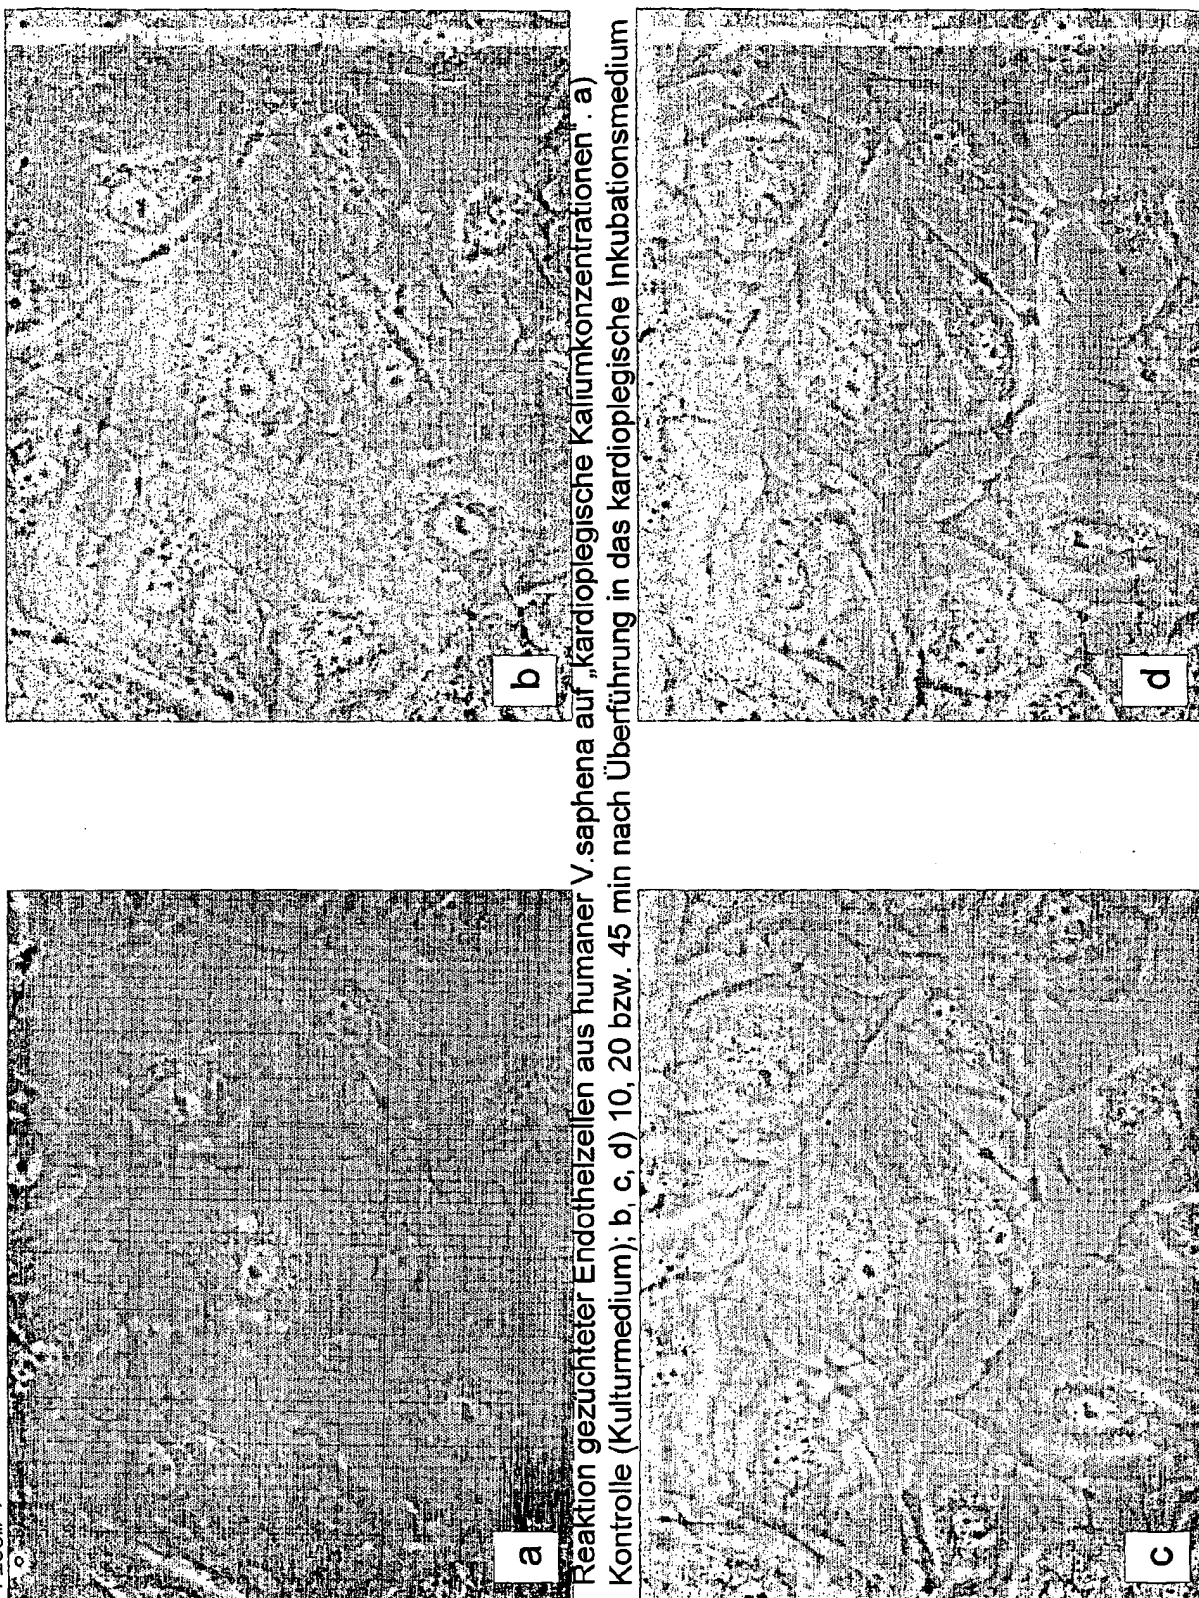 a
b
Reaktion gezüchteter Endothelzellen aus humaner V.saphena auf „kardioplegische Kaliumkonzentrationen". a)
Kontrolle (Kulturmedium); b, c, d) 10, 20 bzw. 45 min nach Überführung in das kardioplegische Inkubationsmedium
c
d